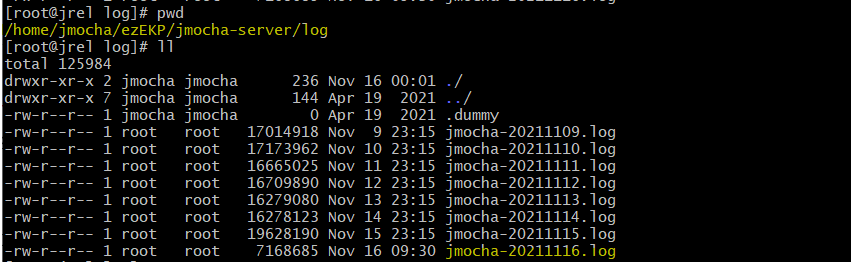 [root@jrel log]# pwd
/home/jmocha/ezEKP/jmocha-server/log
[root@jrel log]# ll
total 125984
drwxr-xr-x 2 jmocha jmocha      236 Nov 16 00:01 ./
drwxr-xr-x 7 jmocha jmocha      144 Apr 19  2021 ../
-rw-r--r-- 1 jmocha jmocha        0 Apr 19  2021 .dummy
-rw-r--r-- 1 root   root   17014918 Nov  9 23:15 jmocha-20211109.log
-rw-r--r-- 1 root   root   17173962 Nov 10 23:15 jmocha-20211110.log
-rw-r--r-- 1 root   root   16665025 Nov 11 23:15 jmocha-20211111.log
-rw-r--r-- 1 root   root   16709890 Nov 12 23:15 jmocha-20211112.log
-rw-r--r-- 1 root   root   16279080 Nov 13 23:15 jmocha-20211113.log
-rw-r--r-- 1 root   root   16278123 Nov 14 23:15 jmocha-20211114.log
-rw-r--r-- 1 root   root   19628190 Nov 15 23:15 jmocha-20211115.log
-rw-r--r-- 1 root   root    7168685 Nov 16 09:30 jmocha-20211116.log